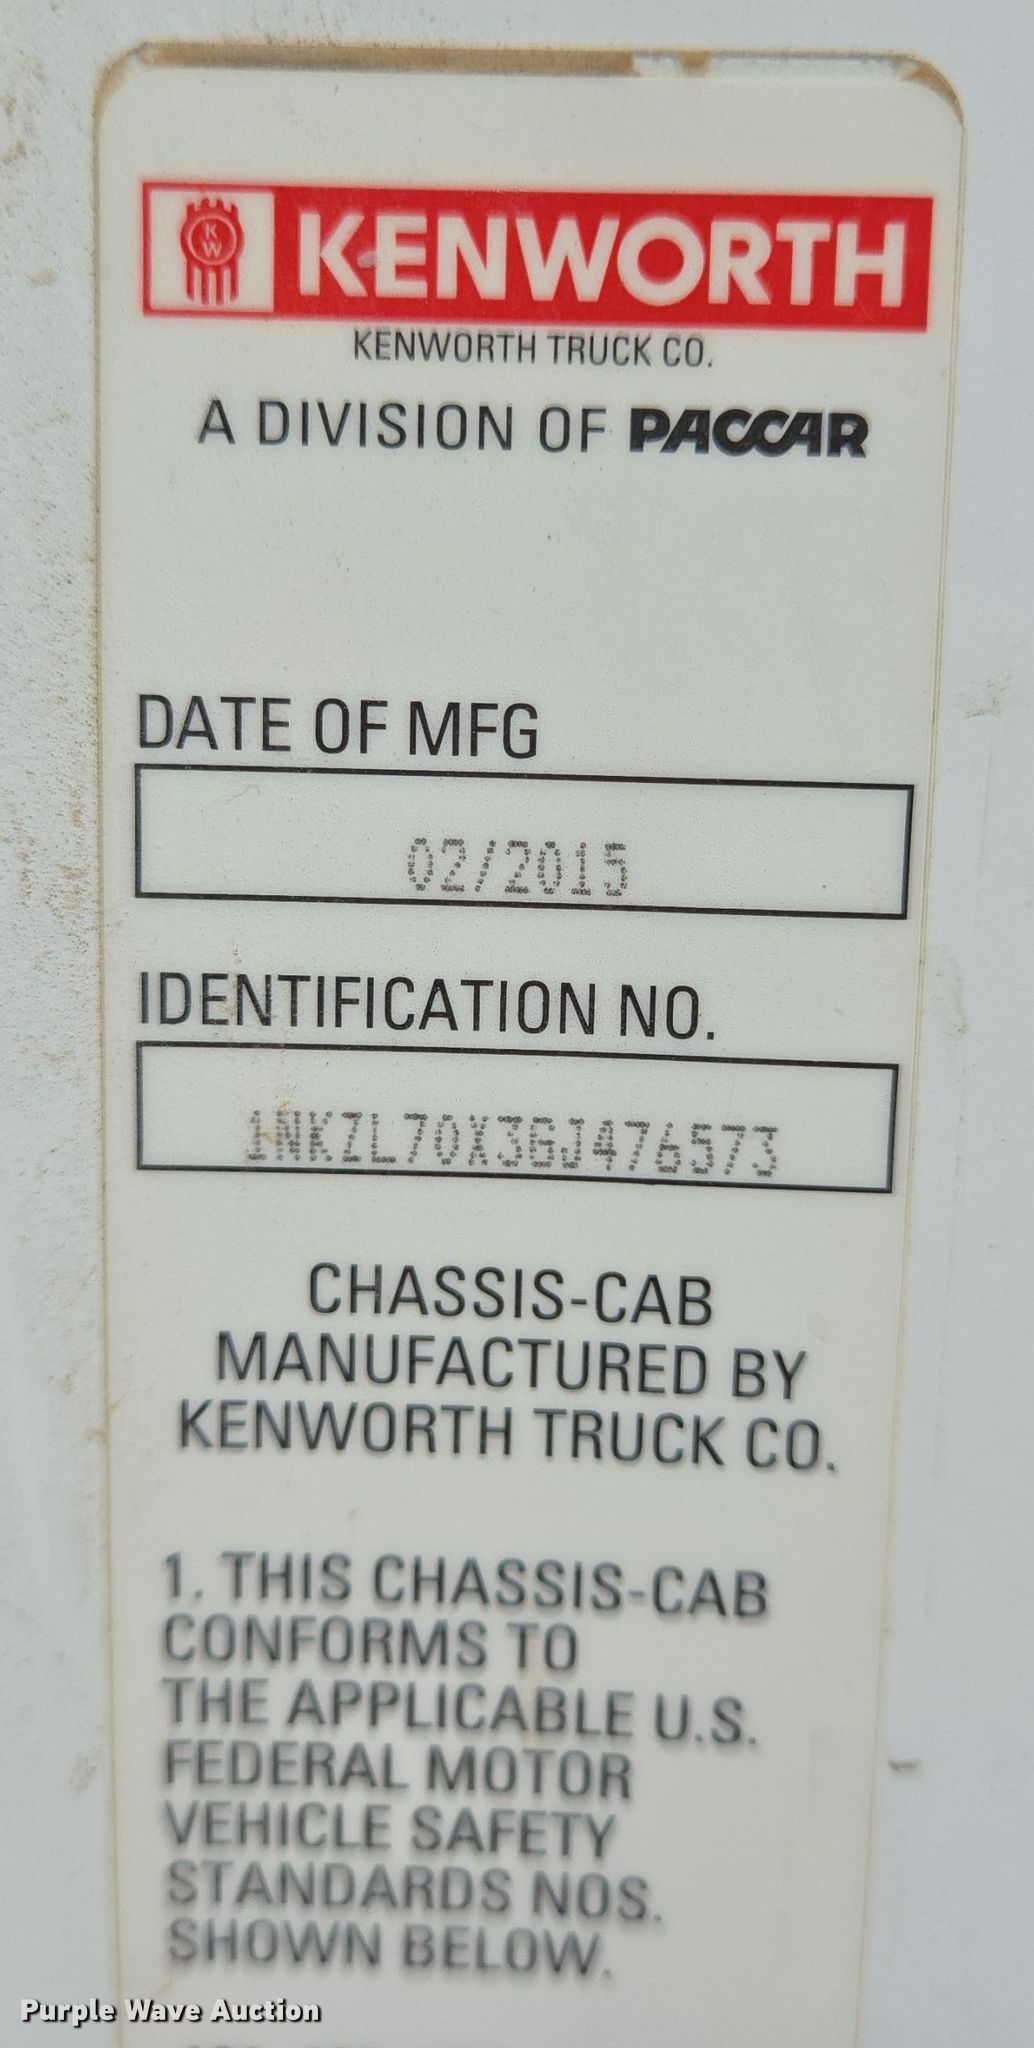 KW
KENWORTH
KENWORTH TRUCK CO.
A DIVISION OF PACCAR
DATE OF MFG
02/2015
IDENTIFICATION NO.
1NKZL70X3GJ476573
CHASSIS-CAB
MANUFACTURED BY
KENWORTH TRUCK CO.
1. THIS CHASSIS-CAB
CONFORMS TO
THE APPLICABLE U.S.
FEDERAL MOTOR
VEHICLE SAFETY
STANDARDS NOS.
SHOWN BELOW.
Purple Wave Auction